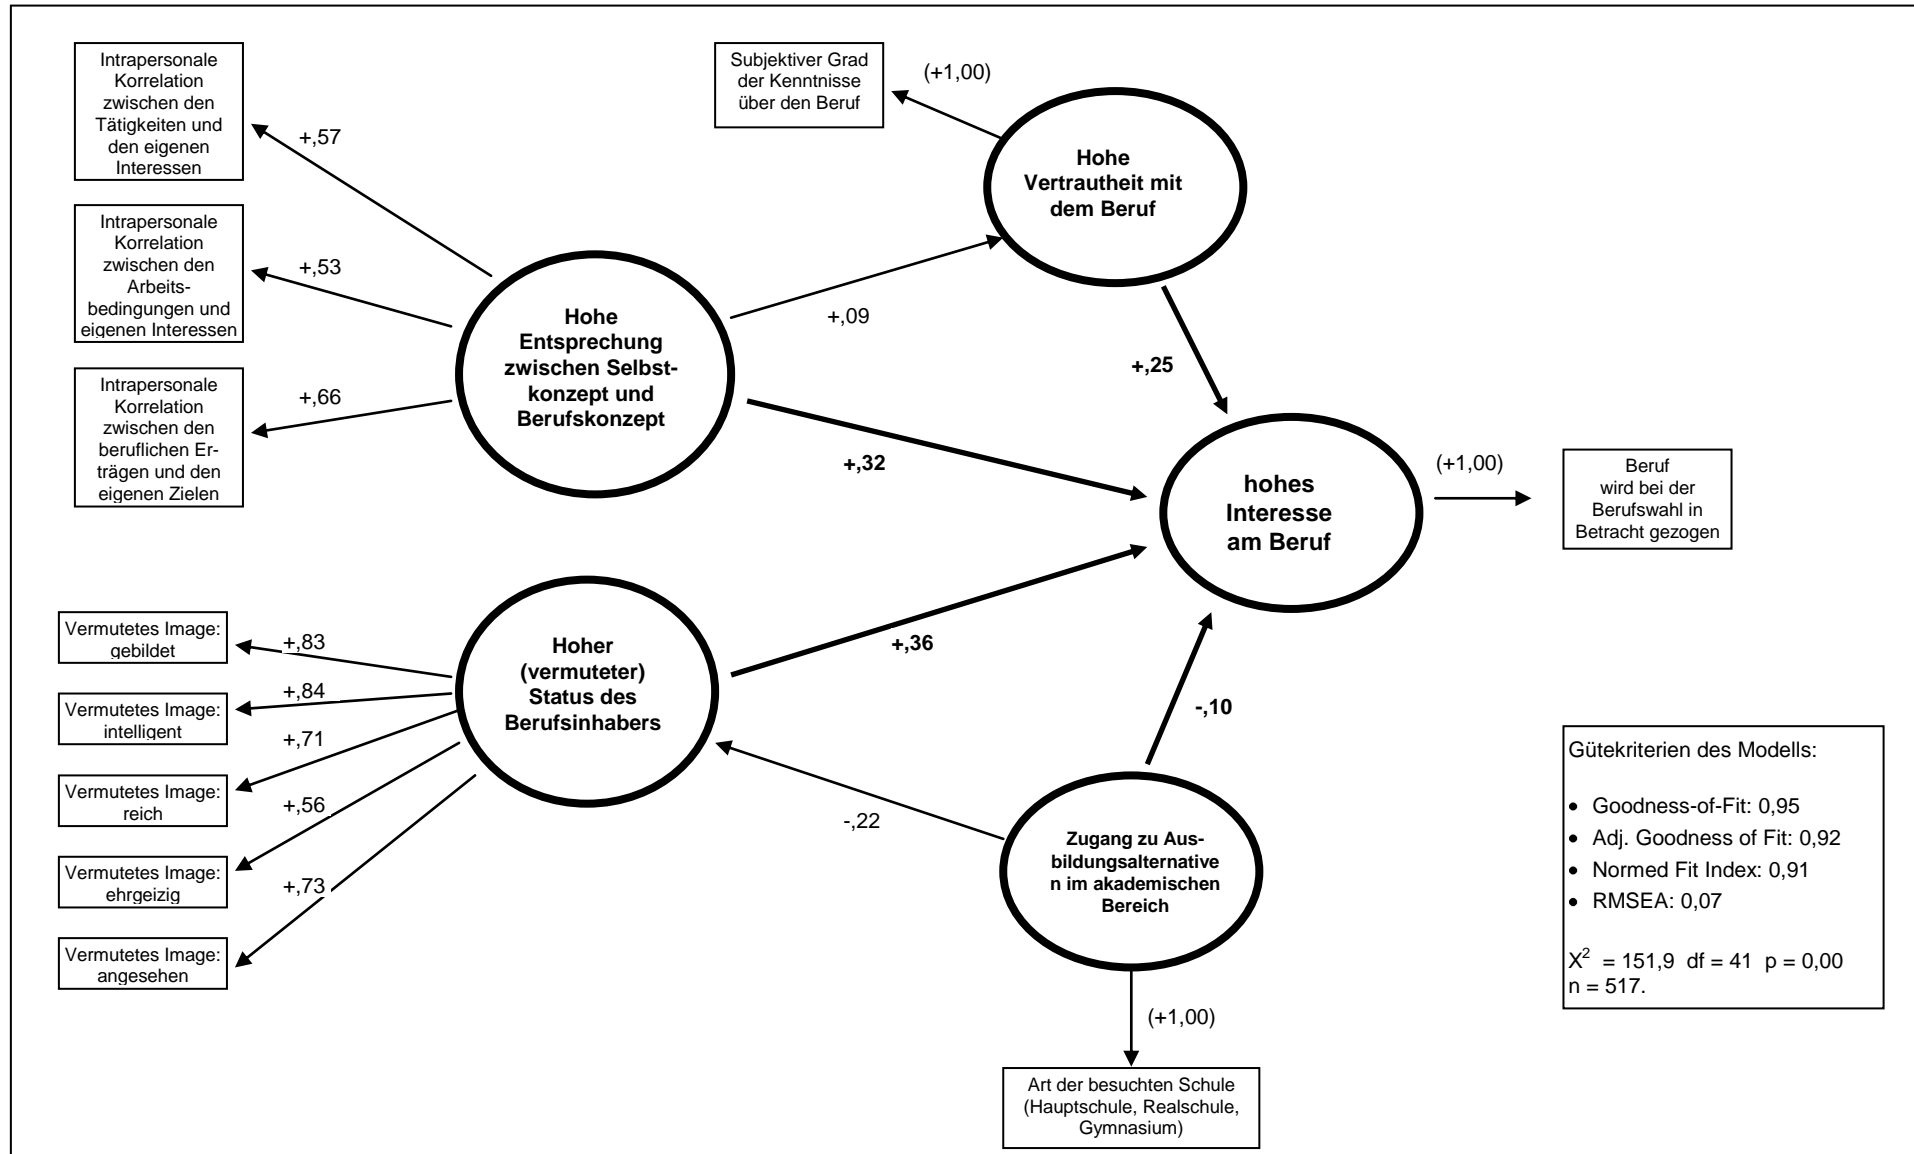 Intrapersonale
Korrelation
zwischen den
Tätigkeiten und
den eigenen
Interessen
+,57
Subjektiver Grad
der Kenntnisse
über den Beruf
(+1,00)
Hohe
Vertrautheit mit
dem Beruf
Intrapersonale
Korrelation
zwischen den
Arbeits-
bedingungen und
eigenen Interessen
+,53
Hohe
Entsprechung
zwischen Selbst-
konzept und
Berufskonzept
+,09
+,25
Intrapersonale
Korrelation
zwischen den
beruflichen Er-
trägen und den
eigenen Zielen
+,66
+,32
hohes
Interesse
am Beruf
(+1,00)
Beruf
wird bei der
Berufswahl in
Betracht gezogen
Vermutetes Image:
gebildet
+,83
Vermutetes Image:
intelligent
+,84
Vermutetes Image:
reich
+,71
Vermutetes Image:
ehrgeizig
+,56
Vermutetes Image:
angesehen
+,73
Hoher
(vermuteter)
Status des
Berufsinhabers
+,36
-,10
-,22
Zugang zu Aus-
bildungsalternative
n im akademischen
Bereich
(+1,00)
Art der besuchten Schule
(Hauptschule, Realschule,
Gymnasium)
Gütekriterien des Modells:
• Goodness-of-Fit: 0,95
• Adj. Goodness of Fit: 0,92
• Normed Fit Index: 0,91
• RMSEA: 0,07
X² = 151,9 df = 41 p = 0,00
n = 517.